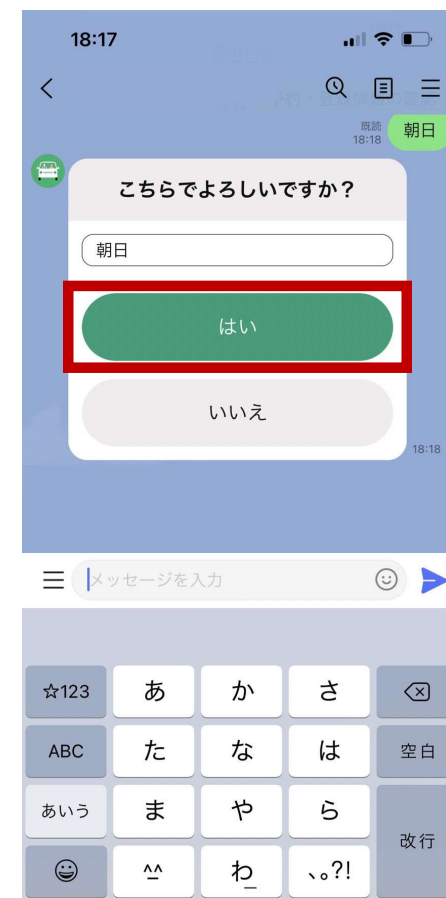 18:17
既読
18:18
朝日
こちらでよろしいですか?
朝日
はい
いいえ
18:18
メッセージを入力
☆123
あ
か
さ
ABC
た
な
は
空白
あいう
ま
や
ら
改行
^^
わ_
、。?!